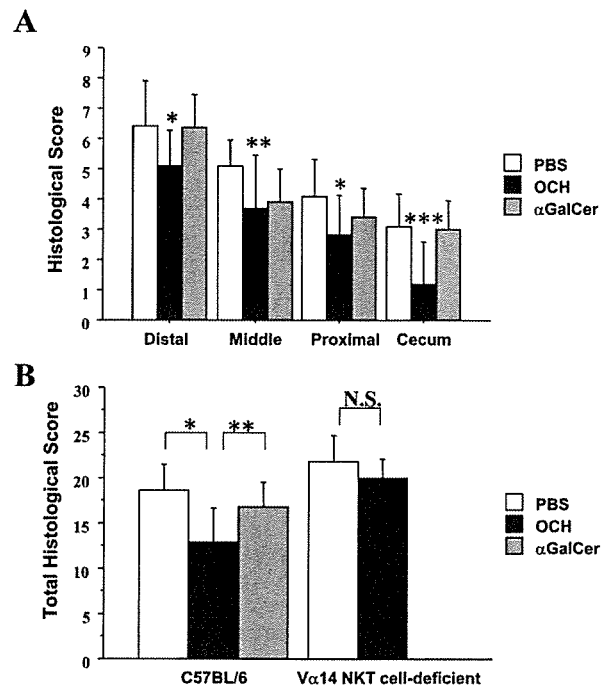 A
Histological Score
9
8
7
6
5
4
3
2
1
0
* ** * ***
Distal Middle Proximal Cecum
PBS
OCH
αGalCer
B
Total Histological Score
30
25
20
15
10
5
0
* ** N.S.
C57BL/6 Vα14 NKT cell-deficient
PBS
OCH
αGalCer